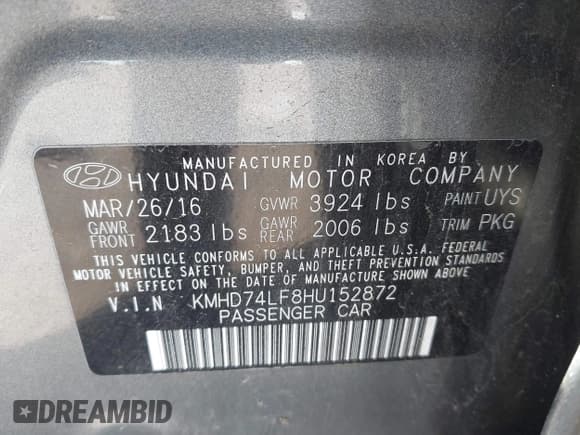 MANUFACTURED IN KOREA BY
HYUNDAI MOTOR COMPANY
MAR/26/16 GVWR 3924 lbs PAINT UYS
GAWR FRONT 2183 lbs GAWR REAR 2006 lbs TRIM PKG
THIS VEHICLE CONFORMS TO ALL APPLICABLE U.S.A. FEDERAL
MOTOR VEHICLE SAFETY, BUMPER, AND THEFT PREVENTION STANDARDS
IN EFFECT ON THE DATE OF MANUFACTURE SHOWN ABOVE.
V.I.N KMHD74LF8HU152872
PASSENGER CAR
DREAMBID